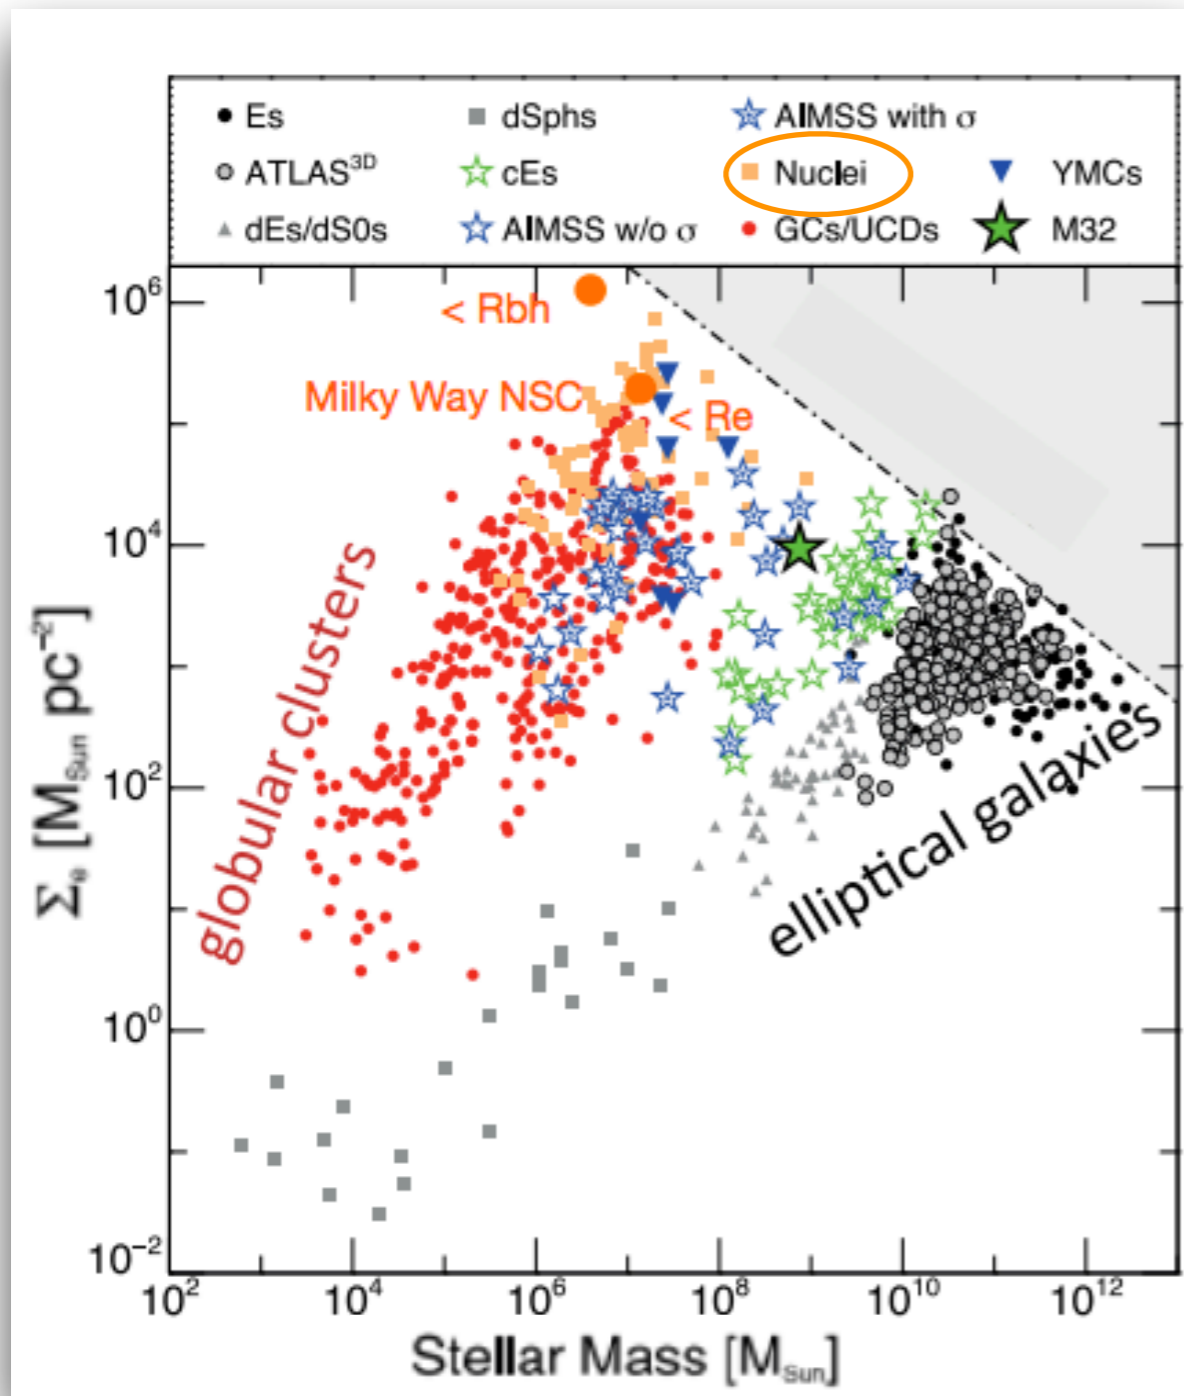 Es dSphs AIMSS with σ
ATLAS³ᴰ cEs Nuclei YMCs
dEs/dS0s AIMSS w/o σ GCs/UCDs M32
10⁶
< Rbh
Milky Way NSC
< Re
10⁴
globular clusters
10²
elliptical galaxies
10⁰
10⁻²
Σₑ [M_Sun pc⁻²]
10² 10⁴ 10⁶ 10⁸ 10¹⁰ 10¹²
Stellar Mass [M_Sun]